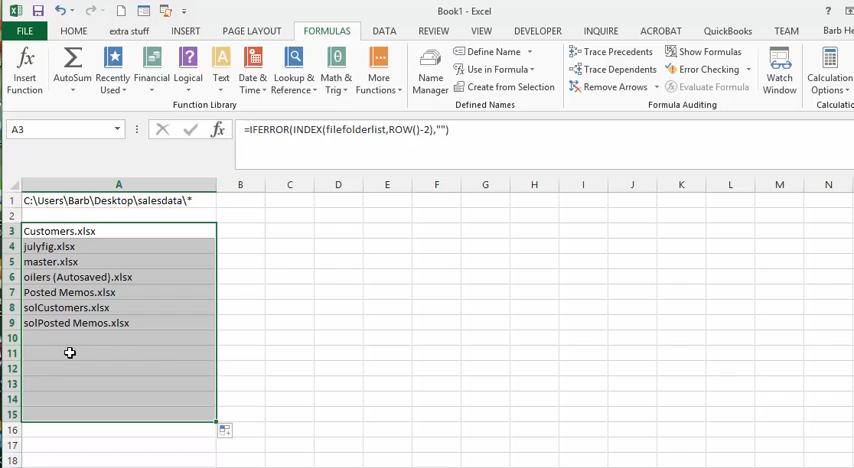 Book1 - Excel
?
FILE HOME extra stuff INSERT PAGE LAYOUT FORMULAS DATA REVIEW VIEW DEVELOPER INQUIRE ACROBAT QuickBooks TEAM Barb He
Insert Function
AutoSum
Recently Used
Financial
Logical
Text
Date & Time
Lookup & Reference
Math & Trig
More Functions
Function Library
Name Manager
Define Name
Use in Formula
Create from Selection
Defined Names
Trace Precedents
Trace Dependents
Remove Arrows
Show Formulas
Error Checking
Evaluate Formula
Formula Auditing
Watch Window
Calculation Options
Calculati
A3 fx =IFERROR(INDEX(filefolderlist,ROW()-2),"")
A B C D E F G H I J K L M N
1 C:\Users\Barb\Desktop\salesdata\*
2
3 Customers.xlsx
4 julyfig.xlsx
5 master.xlsx
6 oilers (Autosaved).xlsx
7 Posted Memos.xlsx
8 solCustomers.xlsx
9 solPosted Memos.xlsx
10
11
12
13
14
15
16
17
18